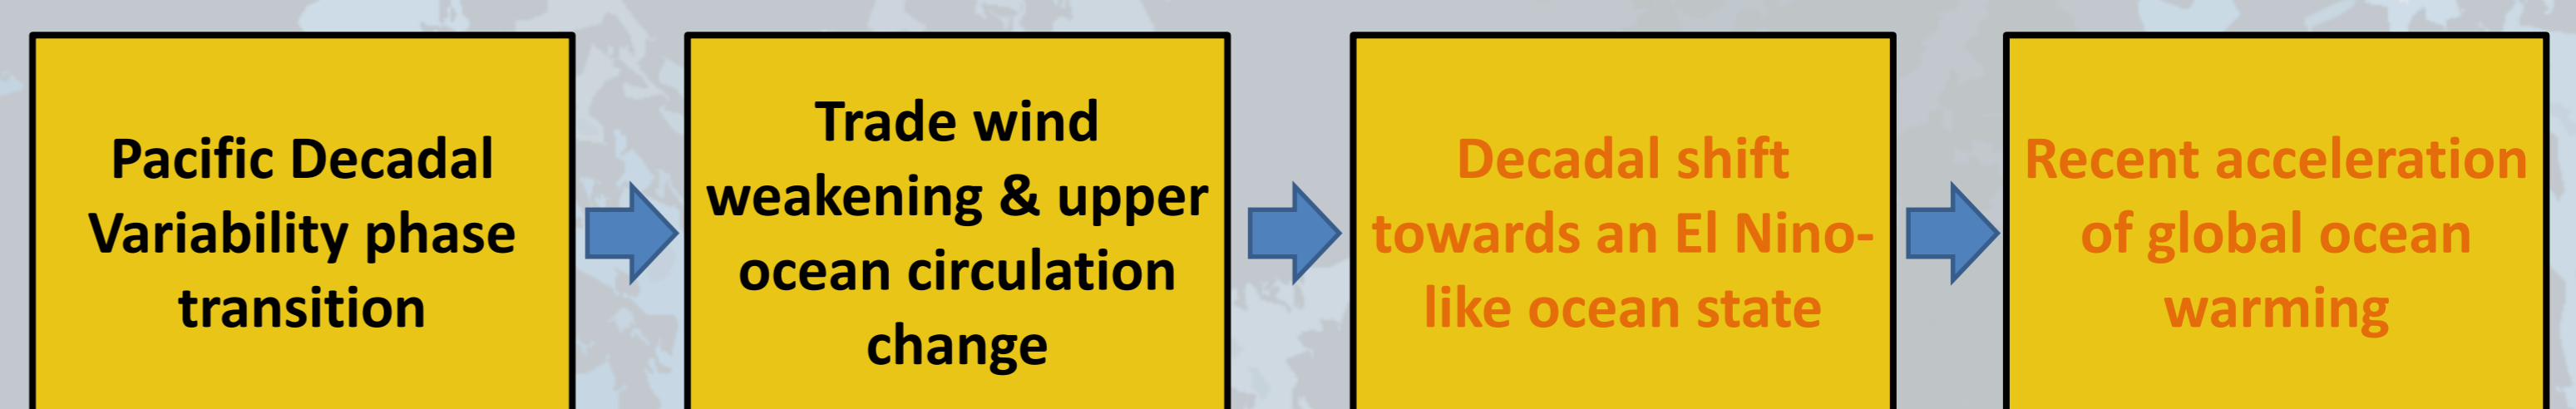 Pacific Decadal
Variability phase
transition
Trade wind
weakening & upper
ocean circulation
change
Decadal shift
towards an El Nino-
like ocean state
Recent acceleration
of global ocean
warming